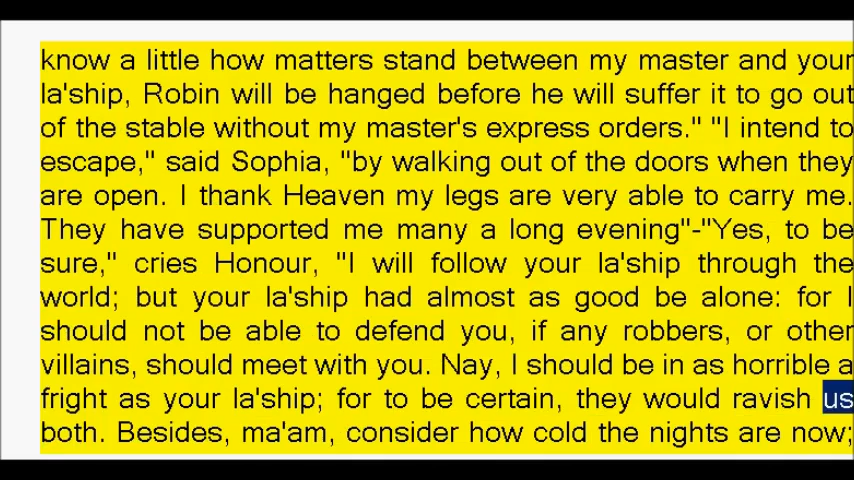 know a little how matters stand between my master and your
la'ship, Robin will be hanged before he will suffer it to go out
of the stable without my master's express orders." "I intend to
escape," said Sophia, "by walking out of the doors when they
are open. I thank Heaven my legs are very able to carry me.
They have supported me many a long evening"-"Yes, to be
sure," cries Honour, "I will follow your la'ship through the
world; but your la'ship had almost as good be alone: for I
should not be able to defend you, if any robbers, or other
villains, should meet with you. Nay, I should be in as horrible a
fright as your la'ship; for to be certain, they would ravish us
both. Besides, ma'am, consider how cold the nights are now;